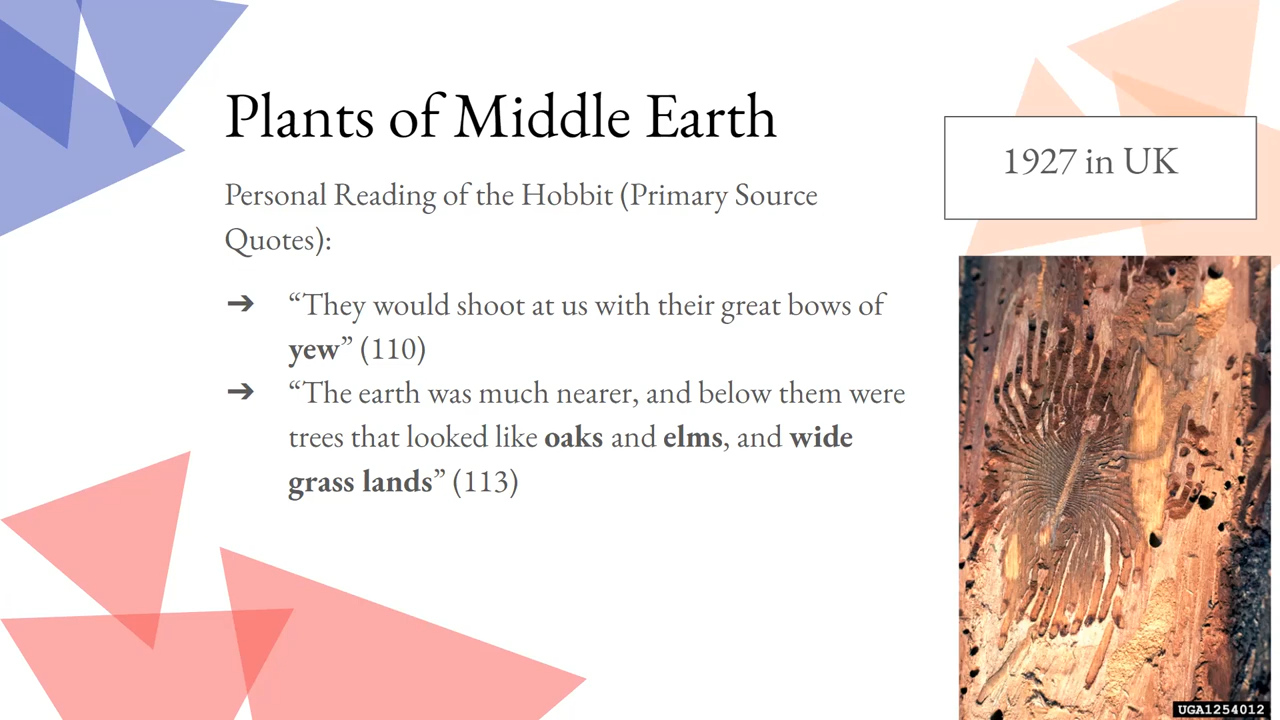 Plants of Middle Earth
1927 in UK
Personal Reading of the Hobbit (Primary Source
Quotes):
➔ “They would shoot at us with their great bows of
yew” (110)
➔ “The earth was much nearer, and below them were
trees that looked like oaks and elms, and wide
grass lands” (113)
UGA1254012